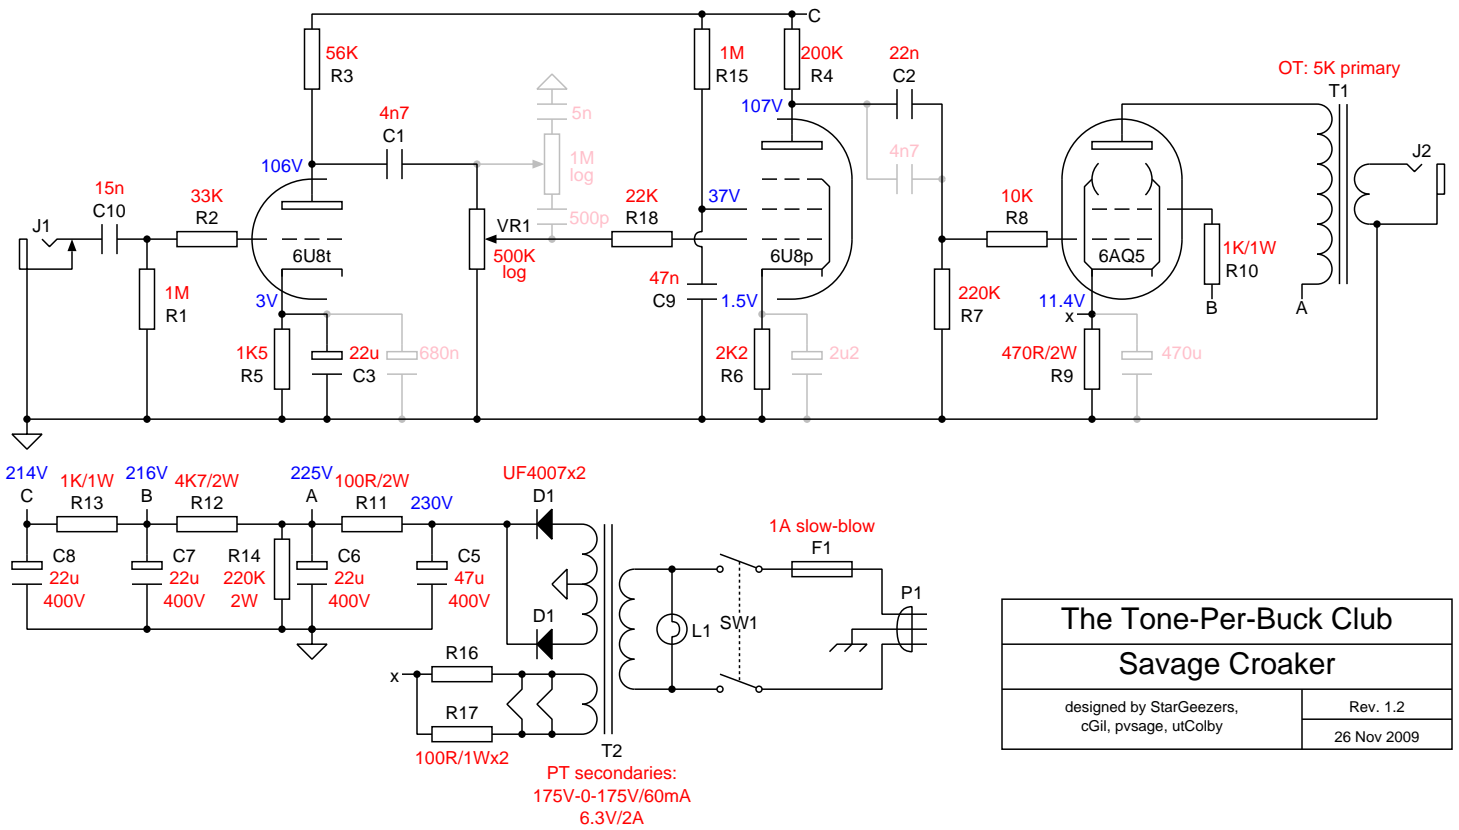 C
56K
R3
1M
R15
200K
R4
22n
C2
OT: 5K primary
T1
4n7
C1
5n
107V
106V
1M
log
4n7
J2
15n
C10
33K
R2
500p
22K
R18
37V
10K
R8
J1
VR1
500K
log
6U8t
6U8p
6AQ5
1K/1W
R10
1M
R1
3V
47n
C9
1.5V
220K
R7
11.4V
x
B
A
1K5
R5
22u
C3
680n
2K2
R6
2u2
470R/2W
R9
470u
214V
C
1K/1W
R13
216V
B
4K7/2W
R12
225V
A
100R/2W
R11
230V
UF4007x2
D1
1A slow-blow
F1
C8
22u
400V
C7
22u
400V
R14
220K
2W
C6
22u
400V
C5
47u
400V
D1
L1
SW1
P1
x
R16
R17
100R/1Wx2
T2
PT secondaries:
175V-0-175V/60mA
6.3V/2A
The Tone-Per-Buck Club
Savage Croaker
designed by StarGeezers,
cGil, pvsage, utColby
Rev. 1.2
26 Nov 2009